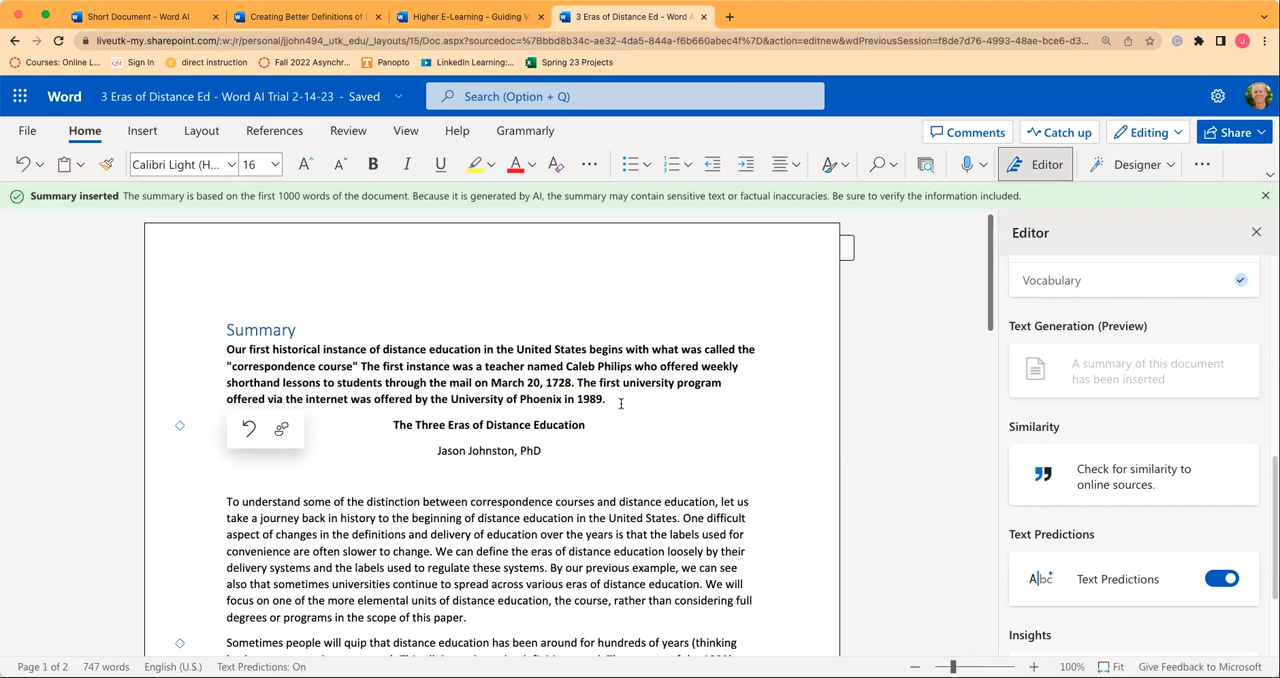 Short Document - Word AI
Creating Better Definitions of D
Higher E-Learning - Guiding V
3 Eras of Distance Ed - Word A
liveutk-my.sharepoint.com/:w:/r/personal/jjohn494_utk_edu/_layouts/15/Doc.aspx?sourcedoc=%7Bbd8b34c-ae32-4da5-844a-f6b660abec4f%7D&action=editnew&wdPreviousSession=f8de7d76-4993-48ae-bce6-d3...
Courses: Online L...
Sign In
direct instruction
Fall 2022 Asynchr...
Panopto
LinkedIn Learning:...
Spring 23 Projects
Word
3 Eras of Distance Ed - Word AI Trial 2-14-23 - Saved
Search (Option + Q)
File Home Insert Layout References Review View Help Grammarly
Comments
Catch up
Editing
Share
Calibri Light (H...
16
B I U
Editor
Designer
Summary inserted The summary is based on the first 1000 words of the document. Because it is generated by AI, the summary may contain sensitive text or factual inaccuracies. Be sure to verify the information included.
Summary
Our first historical instance of distance education in the United States begins with what was called the
"correspondence course" The first instance was a teacher named Caleb Philips who offered weekly
shorthand lessons to students through the mail on March 20, 1728. The first university program
offered via the internet was offered by the University of Phoenix in 1989.
The Three Eras of Distance Education
Jason Johnston, PhD
To understand some of the distinction between correspondence courses and distance education, let us
take a journey back in history to the beginning of distance education in the United States. One difficult
aspect of changes in the definitions and delivery of education over the years is that the labels used for
convenience are often slower to change. We can define the eras of distance education loosely by their
delivery systems and the labels used to regulate these systems. By our previous example, we can see
also that sometimes universities continue to spread across various eras of distance education. We will
focus on one of the more elemental units of distance education, the course, rather than considering full
degrees or programs in the scope of this paper.
Sometimes people will quip that distance education has been around for hundreds of years (thinking
Editor
Vocabulary
Text Generation (Preview)
A summary of this document
has been inserted
Similarity
Check for similarity to
online sources.
Text Predictions
Text Predictions
Insights
Page 1 of 2
747 words
English (U.S.)
Text Predictions: On
100%
Fit
Give Feedback to Microsoft